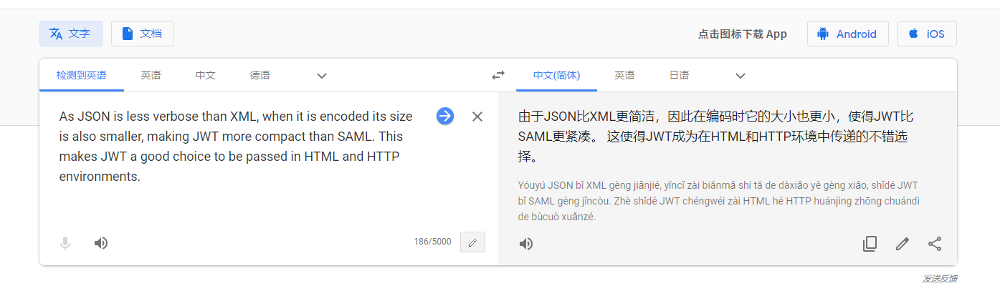 文字 文档 点击图标下载 App Android iOS
检测到英语 英语 中文 德语 中文(简体) 英语 日语
As JSON is less verbose than XML, when it is encoded its size
is also smaller, making JWT more compact than SAML. This
makes JWT a good choice to be passed in HTML and HTTP
environments.
186/5000
由于JSON比XML更简洁，因此在编码时它的大小也更小，使得JWT比
SAML更紧凑。 这使得JWT成为在HTML和HTTP环境中传递的不错选
择。
Yóuyú JSON bǐ XML gèng jiǎnjié, yīncǐ zài biānmǎ shí tā de dàxiǎo yě gèng xiǎo, shǐdé JWT
bǐ SAML gèng jǐncòu. Zhè shǐdé JWT chéngwéi zài HTML hé HTTP huánjìng zhōng chuándì
de bùcuò xuǎnzé.
发送反馈